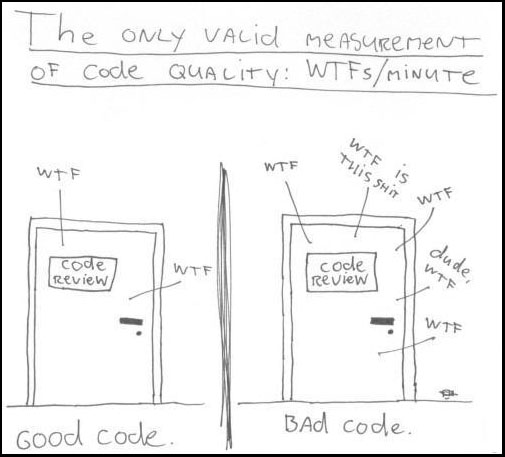 The ONLY VALID MEASUREMENT
OF Code QUALITY: WTFs/MINUTE
WTF
Code
REVIEW
WTF
GOOD Code.
WTF
WTF IS
THIS SHIT
WTF
Code
REVIEW
dude,
WTF
WTF
BAD Code.